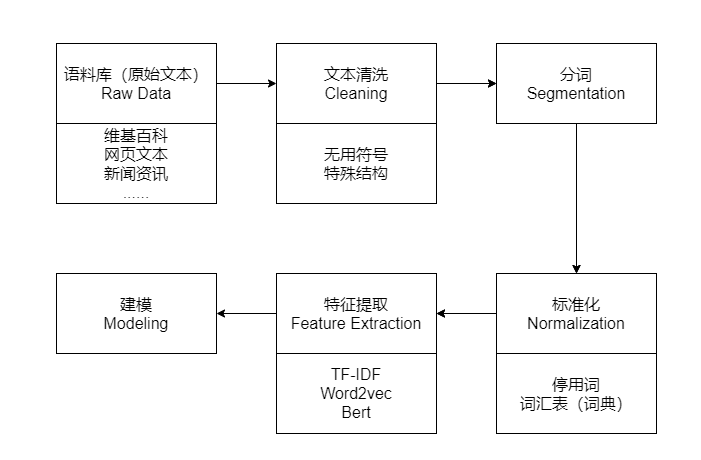 语料库（原始文本）
Raw Data
维基百科
网页文本
新闻资讯
……
文本清洗
Cleaning
无用符号
特殊结构
分词
Segmentation
标准化
Normalization
停用词
词汇表（词典）
特征提取
Feature Extraction
TF-IDF
Word2vec
Bert
建模
Modeling